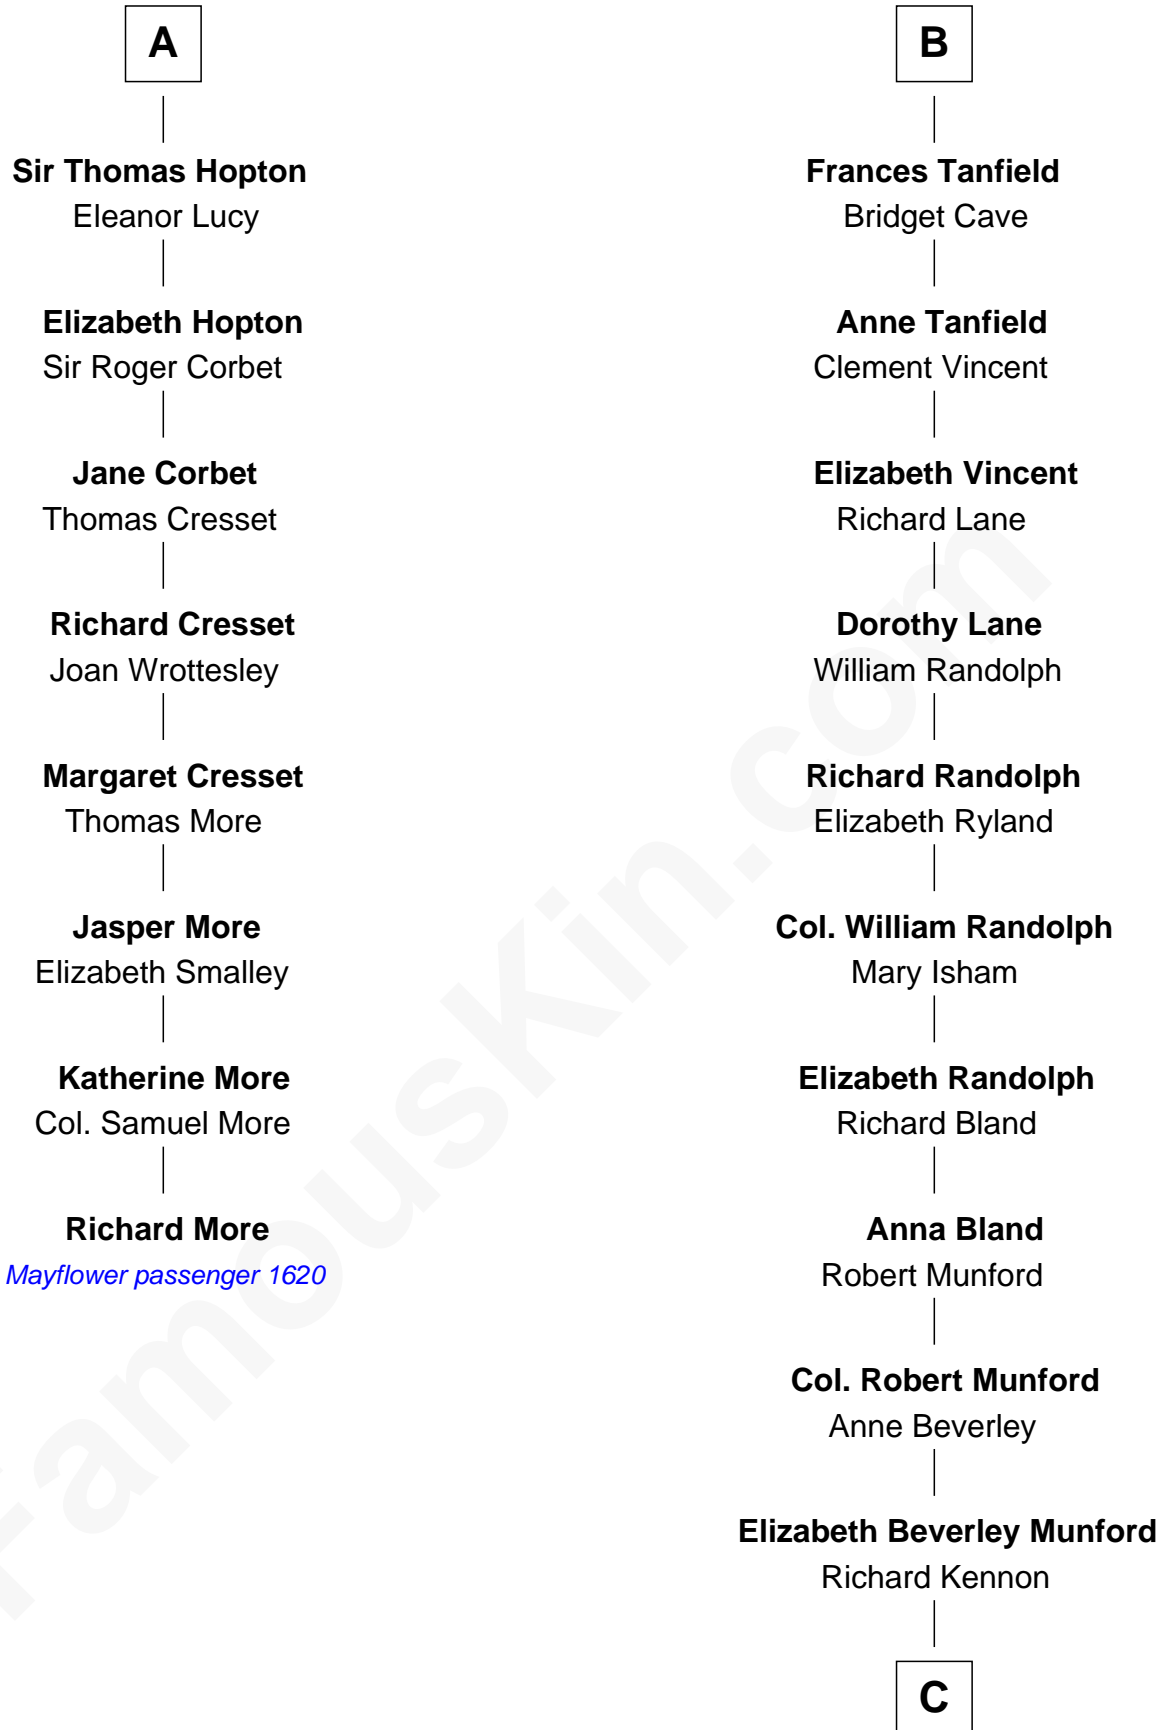 A
Sir Thomas Hopton
Eleanor Lucy
Elizabeth Hopton
Sir Roger Corbet
Jane Corbet
Thomas Cresset
Richard Cresset
Joan Wrottesley
Margaret Cresset
Thomas More
Jasper More
Elizabeth Smalley
Katherine More
Col. Samuel More
Richard More
Mayflower passenger 1620
B
Frances Tanfield
Bridget Cave
Anne Tanfield
Clement Vincent
Elizabeth Vincent
Richard Lane
Dorothy Lane
William Randolph
Richard Randolph
Elizabeth Ryland
Col. William Randolph
Mary Isham
Elizabeth Randolph
Richard Bland
Anna Bland
Robert Munford
Col. Robert Munford
Anne Beverley
Elizabeth Beverley Munford
Richard Kennon
C
FamousKin.com